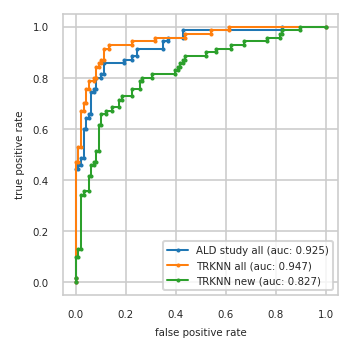 1.0
0.8
0.6
0.4
0.2
0.0
true positive rate
ALD study all (auc: 0.925)
TRKNN all (auc: 0.947)
TRKNN new (auc: 0.827)
0.0 0.2 0.4 0.6 0.8 1.0
false positive rate